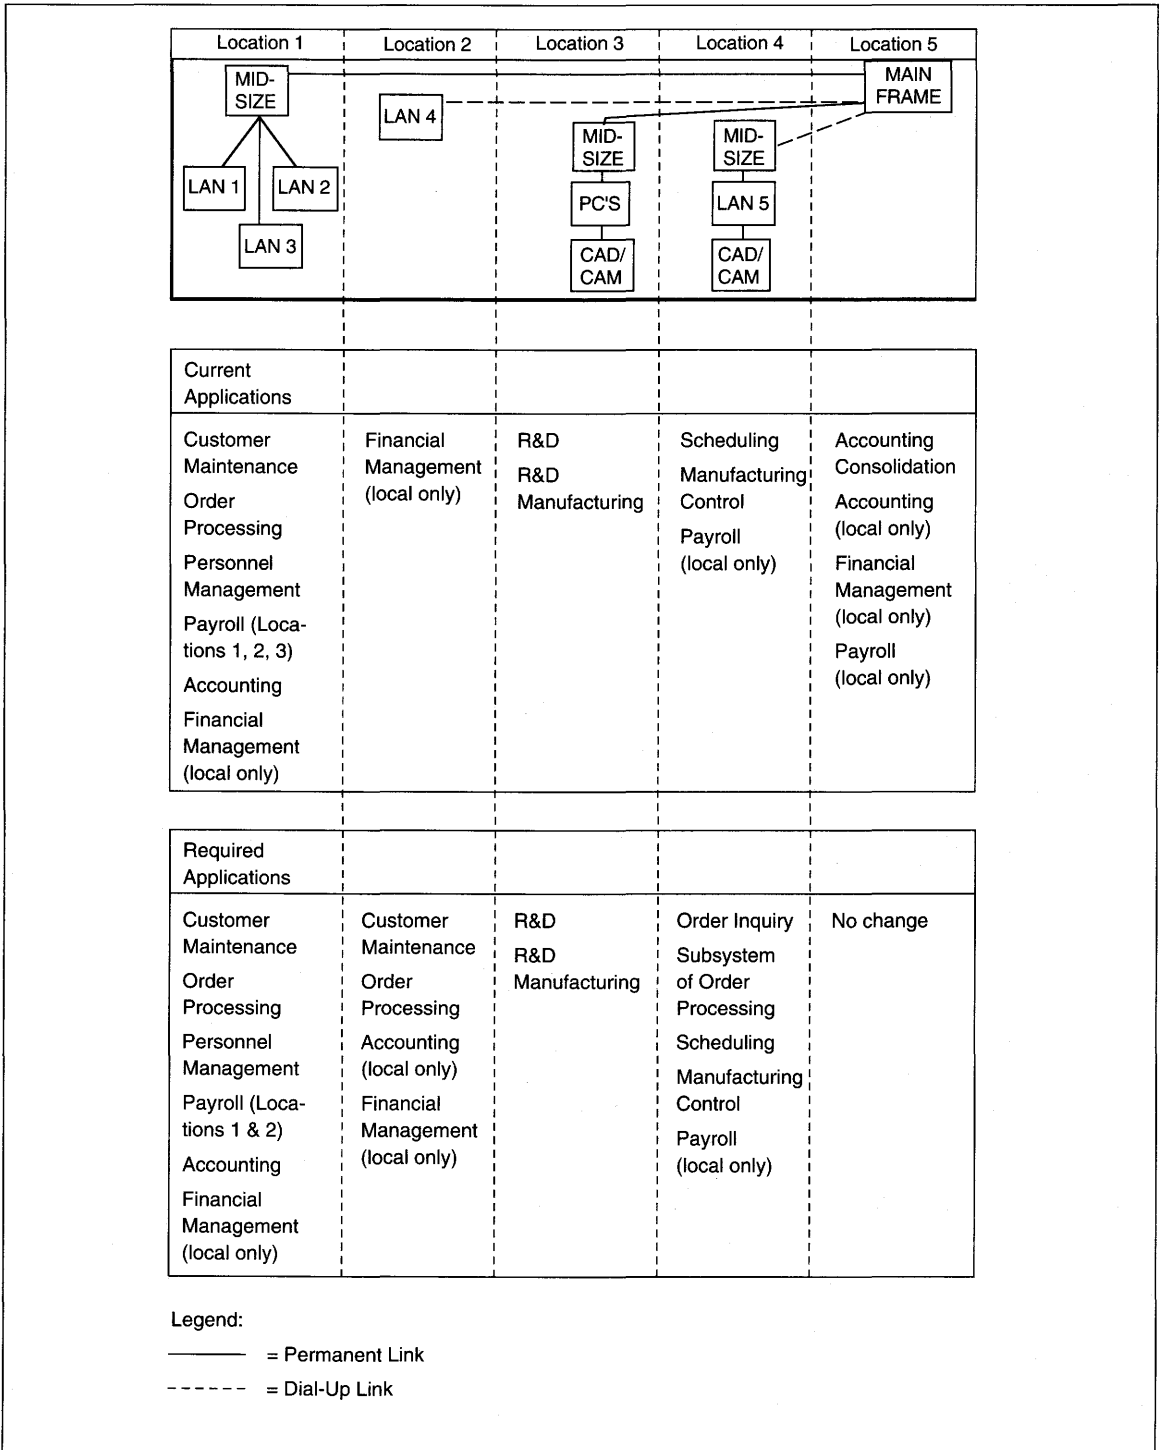 Location 1
Location 2
Location 3
Location 4
Location 5
MID-
SIZE
LAN 1
LAN 2
LAN 3
LAN 4
MID-
SIZE
PC'S
CAD/
CAM
MID-
SIZE
LAN 5
CAD/
CAM
MAIN
FRAME
Current
Applications
Customer
Maintenance
Order
Processing
Personnel
Management
Payroll (Loca-
tions 1, 2, 3)
Accounting
Financial
Management
(local only)
Financial
Management
(local only)
R&D
R&D
Manufacturing
Scheduling
Manufacturing
Control
Payroll
(local only)
Accounting
Consolidation
Accounting
(local only)
Financial
Management
(local only)
Payroll
(local only)
Required
Applications
Customer
Maintenance
Order
Processing
Personnel
Management
Payroll (Loca-
tions 1 & 2)
Accounting
Financial
Management
(local only)
Customer
Maintenance
Order
Processing
Accounting
(local only)
Financial
Management
(local only)
R&D
R&D
Manufacturing
Order Inquiry
Subsystem
of Order
Processing
Scheduling
Manufacturing
Control
Payroll
(local only)
No change
Legend:
= Permanent Link
= Dial-Up Link